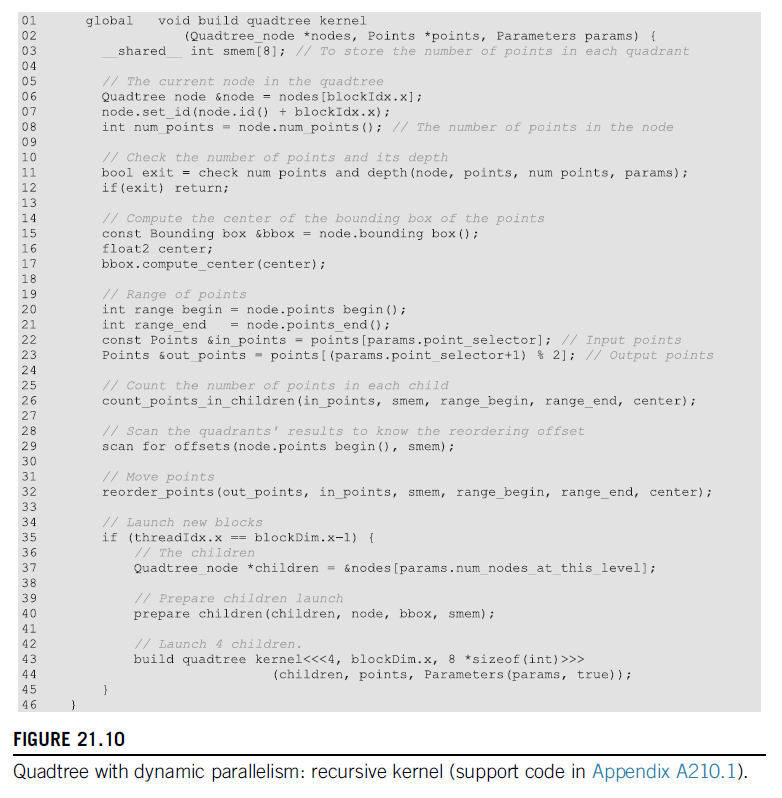 01 global void build quadtree kernel
02 (Quadtree_node *nodes, Points *points, Parameters params) {
03 __shared__ int smem[8]; // To store the number of points in each quadrant
04
05 // The current node in the quadtree
06 Quadtree node &node = nodes[blockIdx.x];
07 node.set_id(node.id() + blockIdx.x);
08 int num_points = node.num_points(); // The number of points in the node
09
10 // Check the number of points and its depth
11 bool exit = check num points and depth(node, points, num points, params);
12 if(exit) return;
13
14 // Compute the center of the bounding box of the points
15 const Bounding box &bbox = node.bounding box();
16 float2 center;
17 bbox.compute_center(center);
18
19 // Range of points
20 int range begin = node.points begin();
21 int range_end = node.points_end();
22 const Points &in_points = points[params.point_selector]; // Input points
23 Points &out_points = points[(params.point_selector+1) % 2]; // Output points
24
25 // Count the number of points in each child
26 count_points_in_children(in_points, smem, range_begin, range_end, center);
27
28 // Scan the quadrants' results to know the reordering offset
29 scan for offsets(node.points begin(), smem);
30
31 // Move points
32 reorder_points(out_points, in_points, smem, range_begin, range_end, center);
33
34 // Launch new blocks
35 if (threadIdx.x == blockDim.x-1) {
36 // The children
37 Quadtree_node *children = &nodes[params.num_nodes_at_this_level];
38
39 // Prepare children launch
40 prepare children(children, node, bbox, smem);
41
42 // Launch 4 children.
43 build quadtree kernel<<<4, blockDim.x, 8 *sizeof(int)>>>
44 (children, points, Parameters(params, true));
45 }
46 }
FIGURE 21.10
Quadtree with dynamic parallelism: recursive kernel (support code in Appendix A210.1).